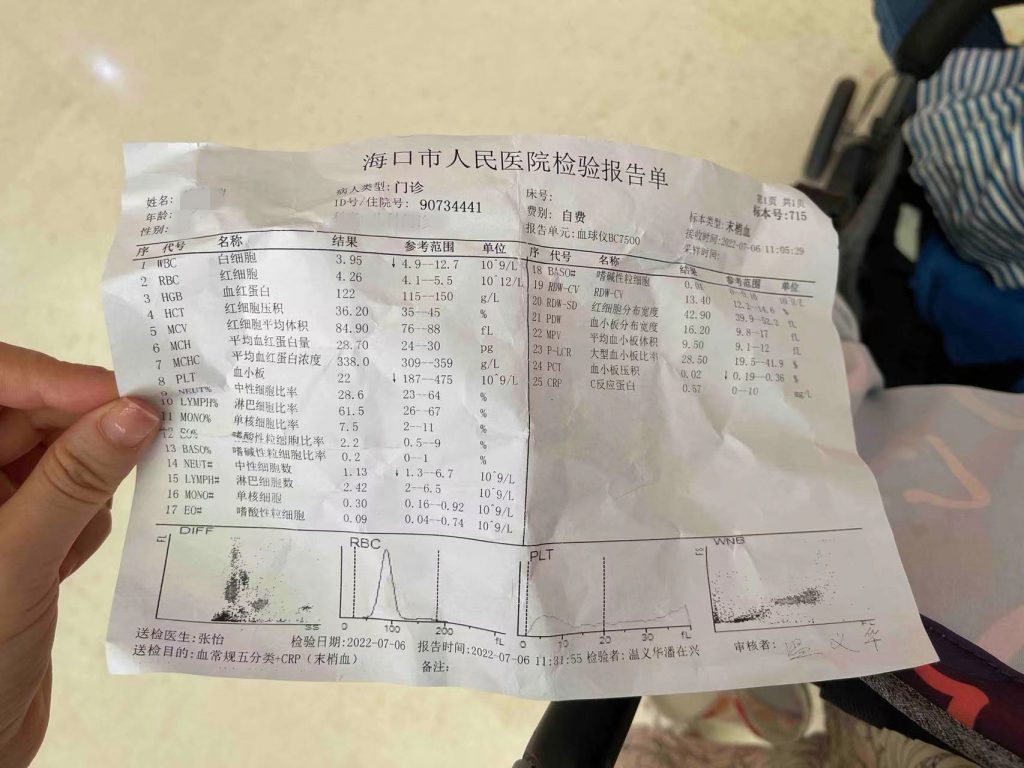 海口市人民医院检验报告单
第1页 共1页
姓名:
病人类型: 门诊
床号:
标本类型: 末梢血
标本号:715
年龄:
ID号/住院号: 90734441
费别: 自费
接收时间:2022-07-06 11:05:29
性别:
报告单元:血球仪BC7500
采样时间:
序 代号 名称 结果 参考范围 单位
1 WBC 白细胞 3.95 ↓ 4.9--12.7 10^9/L
2 RBC 红细胞 4.26 4.1--5.5 10^12/L
3 HGB 血红蛋白 122 115--150 g/L
4 HCT 红细胞压积 36.20 35--45 %
5 MCV 红细胞平均体积 84.90 76--88 fL
6 MCH 平均血红蛋白量 28.70 24--30 pg
7 MCHC 平均血红蛋白浓度 338.0 309--359 g/L
8 PLT 血小板 22 ↓ 187--475 10^9/L
9 NEUT% 中性细胞比率 28.6 23--64 %
10 LYMPH% 淋巴细胞比率 61.5 26--67 %
11 MONO% 单核细胞比率 7.5 2--11 %
12 EO% 嗜酸性粒细胞比率 2.2 0.5--9 %
13 BASO% 嗜碱性粒细胞比率 0.2 0--1 %
14 NEUT# 中性细胞数 1.13 ↓ 1.3--6.7 10^9/L
15 LYMPH# 淋巴细胞数 2.42 2--6.5 10^9/L
16 MONO# 单核细胞 0.30 0.16--0.92 10^9/L
17 EO# 嗜酸性粒细胞 0.09 0.04--0.74 10^9/L
序 代号 名称 结果 参考范围 单位
18 BASO# 嗜碱性粒细胞 0.01
19 RDW-CV RDW-CV 13.40 12.2--14.6 %
20 RDW-SD 红细胞分布宽度 42.90 39.9--52.2 fL
21 PDW 血小板分布宽度 16.20 9.8--17 fL
22 MPV 平均血小板体积 9.50 9.1--12 fL
23 P-LCR 大型血小板比率 28.50 19.5--41.9 %
24 PCT 血小板压积 0.02 ↓ 0.19--0.36 %
25 CRP C反应蛋白 0.57 0--10 mg/L
DIFF
FL
SS
RBC
100
200
fL
PLT
0
10
20
30
fL
WNB
FS
FL
送检医生:张怡
检验日期:2022-07-06
报告时间:2022-07-06 11:31:55
检验者: 温义华潘在兴
审核者: 温义华
送检目的:血常规五分类+CRP（末梢血）
备注: